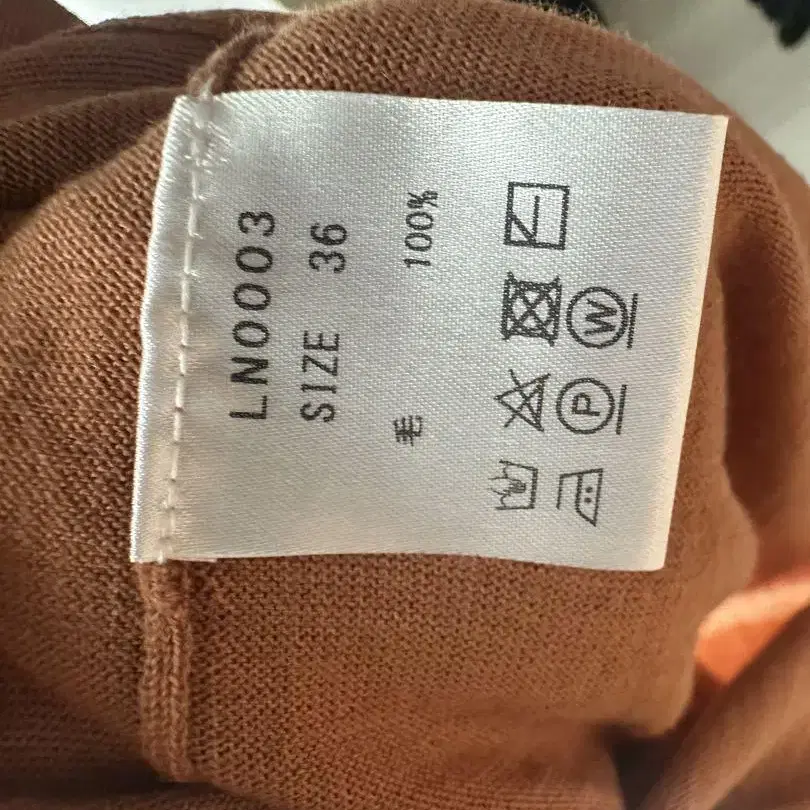 LN0003
SIZE 36
毛 100%
W
P